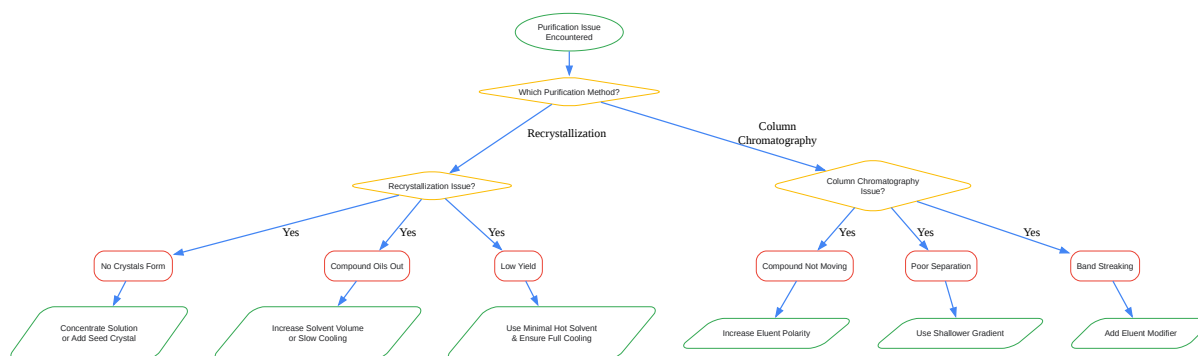 Purification Issue
Encountered
Which Purification Method?
Recrystallization
Column
Chromatography
Recrystallization Issue?
Column Chromatography
Issue?
Yes
Yes
Yes
Yes
Yes
Yes
No Crystals Form
Compound Oils Out
Low Yield
Compound Not Moving
Poor Separation
Band Streaking
Concentrate Solution
or Add Seed Crystal
Increase Solvent Volume
or Slow Cooling
Use Minimal Hot Solvent
& Ensure Full Cooling
Increase Eluent Polarity
Use Shallower Gradient
Add Eluent Modifier